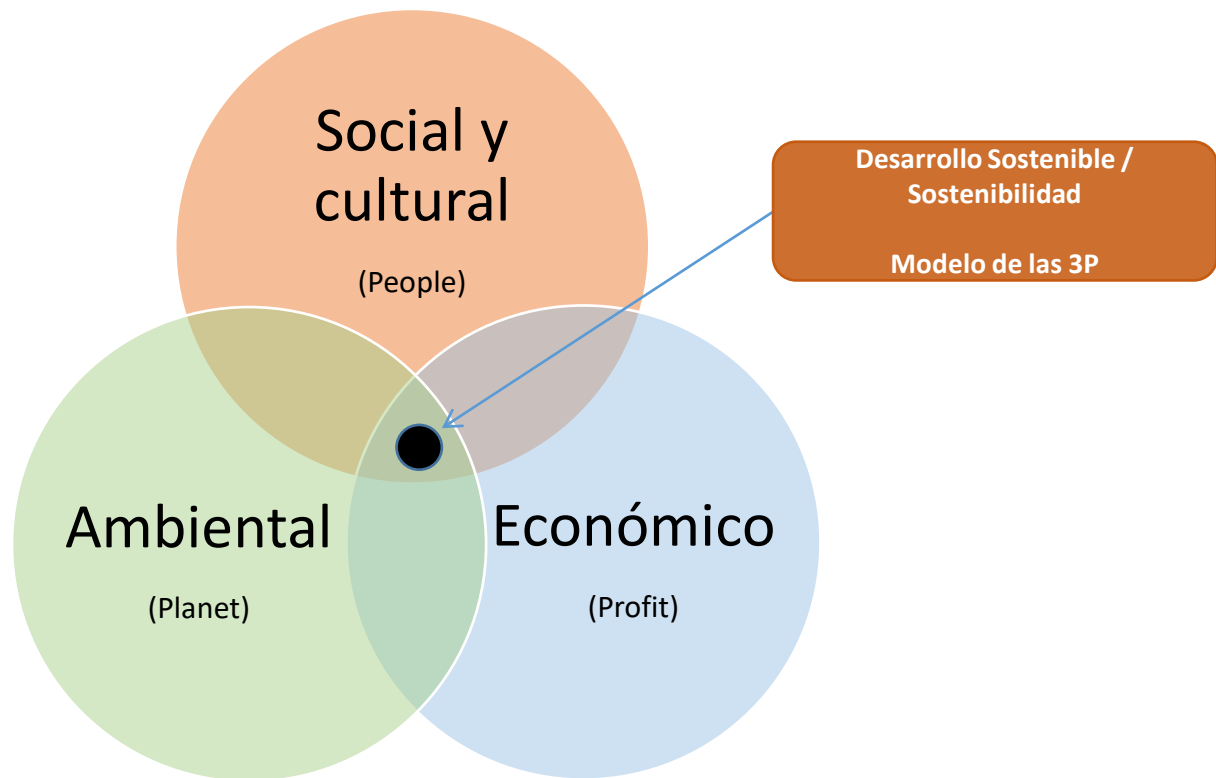 Social y
cultural
(People)
Desarrollo Sostenible /
Sostenibilidad
Modelo de las 3P
Ambiental
(Planet)
Económico
(Profit)